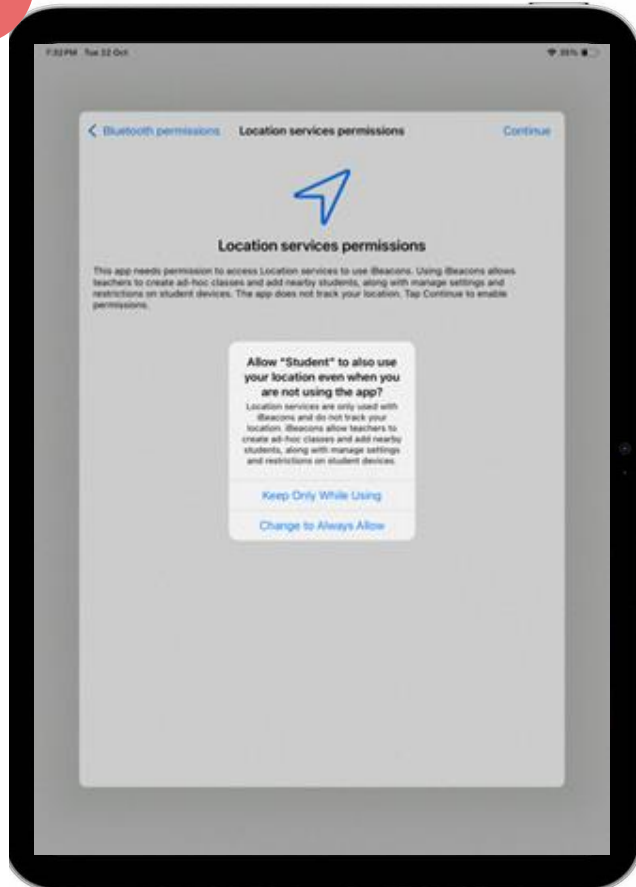 Tue 22 Oct
Bluetooth permissions Location services permissions Continue
Location services permissions
This app needs permission to access Location services to use iBeacons. Using iBeacons allows
teachers to create ad-hoc classes and add nearby students, along with manage settings and
restrictions on student devices. The app does not track your location. Tap Continue to enable
permissions.
Allow "Student" to also use
your location even when you
are not using the app?
Location services are only used with
iBeacons and do not track your
location. iBeacons allow teachers to
create ad-hoc classes and add nearby
students, along with manage settings
and restrictions on student devices.
Keep Only While Using
Change to Always Allow